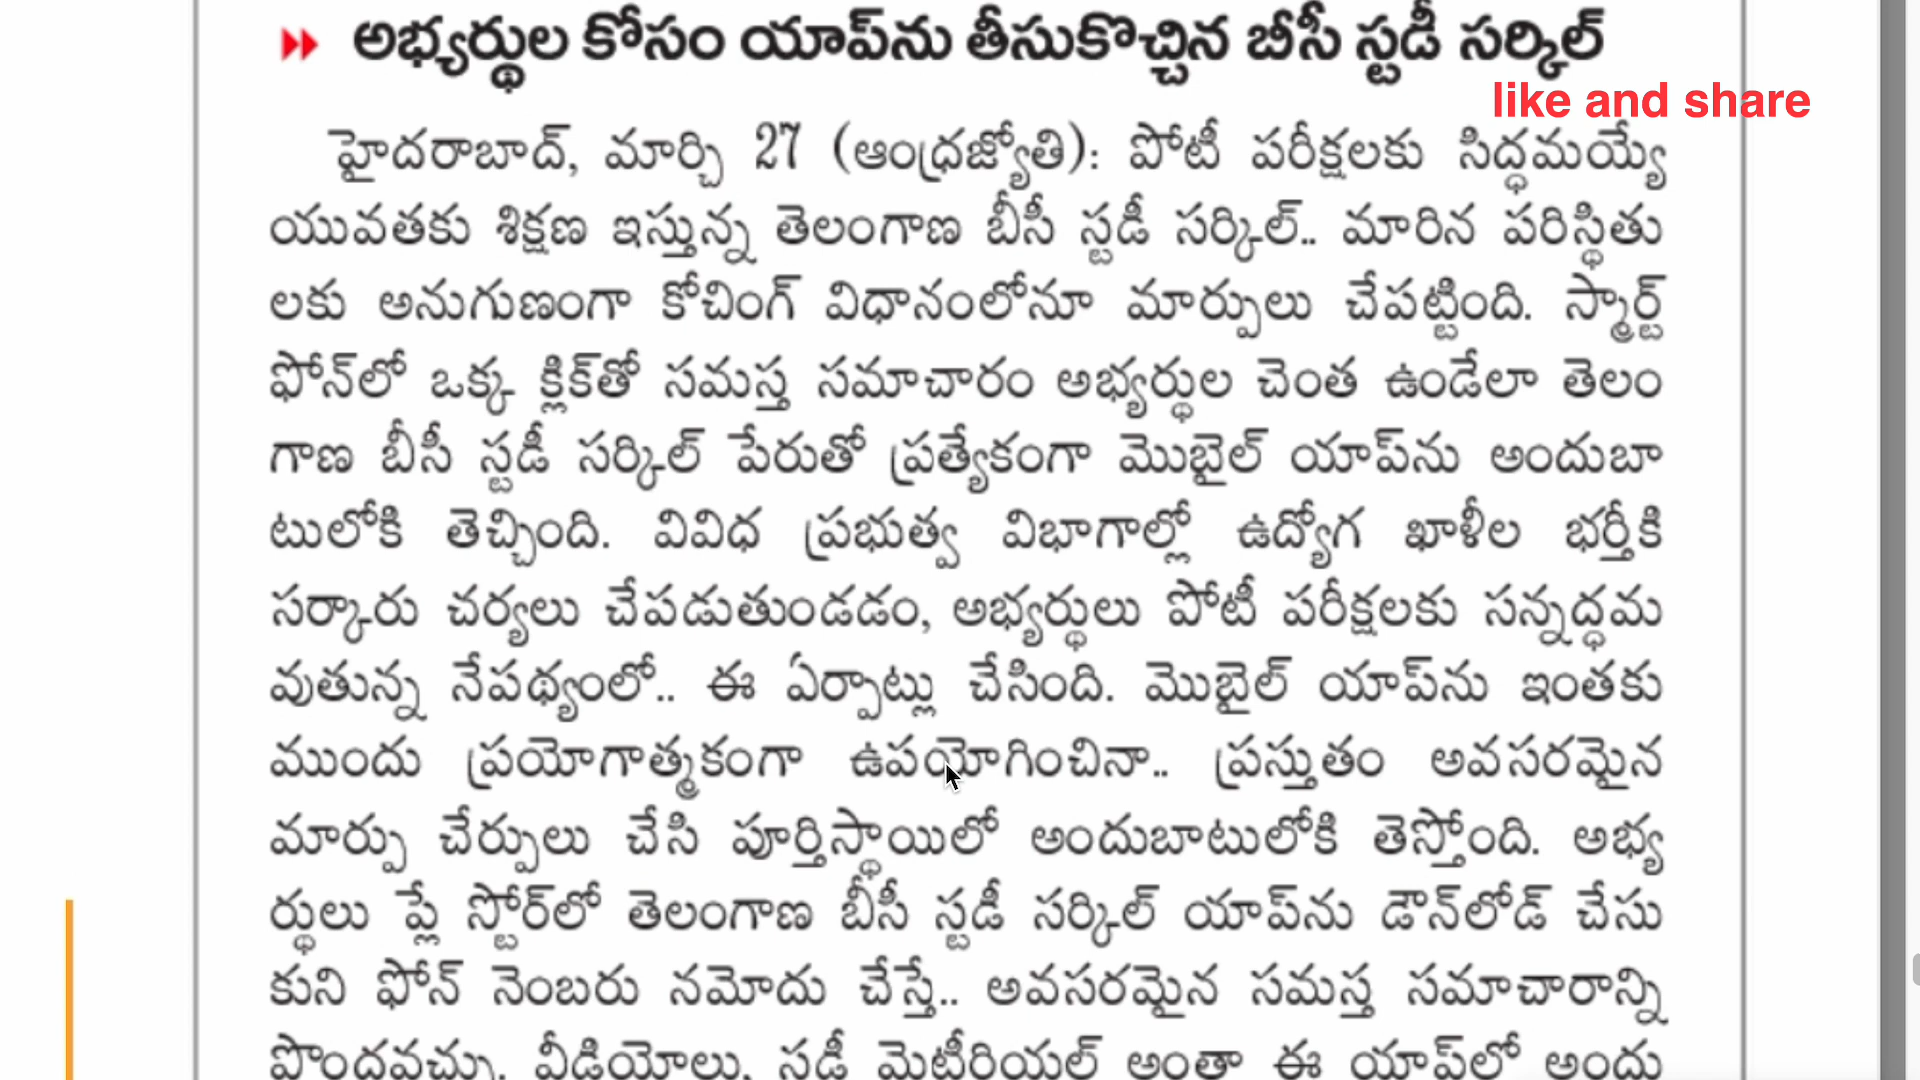 అభ్యర్థుల కోసం యాప్‌ను తీసుకొచ్చిన బీసీ స్టడీ సర్కిల్
like and share
హైదరాబాద్, మార్చి 27 (ఆంధ్రజ్యోతి): పోటీ పరీక్షలకు సిద్ధమయ్యే
యువతకు శిక్షణ ఇస్తున్న తెలంగాణ బీసీ స్టడీ సర్కిల్.. మారిన పరిస్థితు
లకు అనుగుణంగా కోచింగ్ విధానంలోనూ మార్పులు చేపట్టింది. స్మార్ట్
ఫోన్‌లో ఒక్క క్లిక్‌తో సమస్త సమాచారం అభ్యర్థుల చెంత ఉండేలా తెలం
గాణ బీసీ స్టడీ సర్కిల్ పేరుతో ప్రత్యేకంగా మొబైల్ యాప్‌ను అందుబా
టులోకి తెచ్చింది. వివిధ ప్రభుత్వ విభాగాల్లో ఉద్యోగ ఖాళీల భర్తీకి
సర్కారు చర్యలు చేపడుతుండడం, అభ్యర్థులు పోటీ పరీక్షలకు సన్నద్ధమ
వుతున్న నేపథ్యంలో.. ఈ ఏర్పాట్లు చేసింది. మొబైల్ యాప్‌ను ఇంతకు
ముందు ప్రయోగాత్మకంగా ఉపయోగించినా.. ప్రస్తుతం అవసరమైన
మార్పు చేర్పులు చేసి పూర్తిస్థాయిలో అందుబాటులోకి తెస్తోంది. అభ్య
ర్థులు ప్లే స్టోర్‌లో తెలంగాణ బీసీ స్టడీ సర్కిల్ యాప్‌ను డౌన్‌లోడ్ చేసు
కుని ఫోన్ నెంబరు నమోదు చేస్తే.. అవసరమైన సమస్త సమాచారాన్ని
పొందవచ్చు. వీడియోలు, స్టడీ మెటీరియల్ అంతా ఈ యాప్‌లో అందు